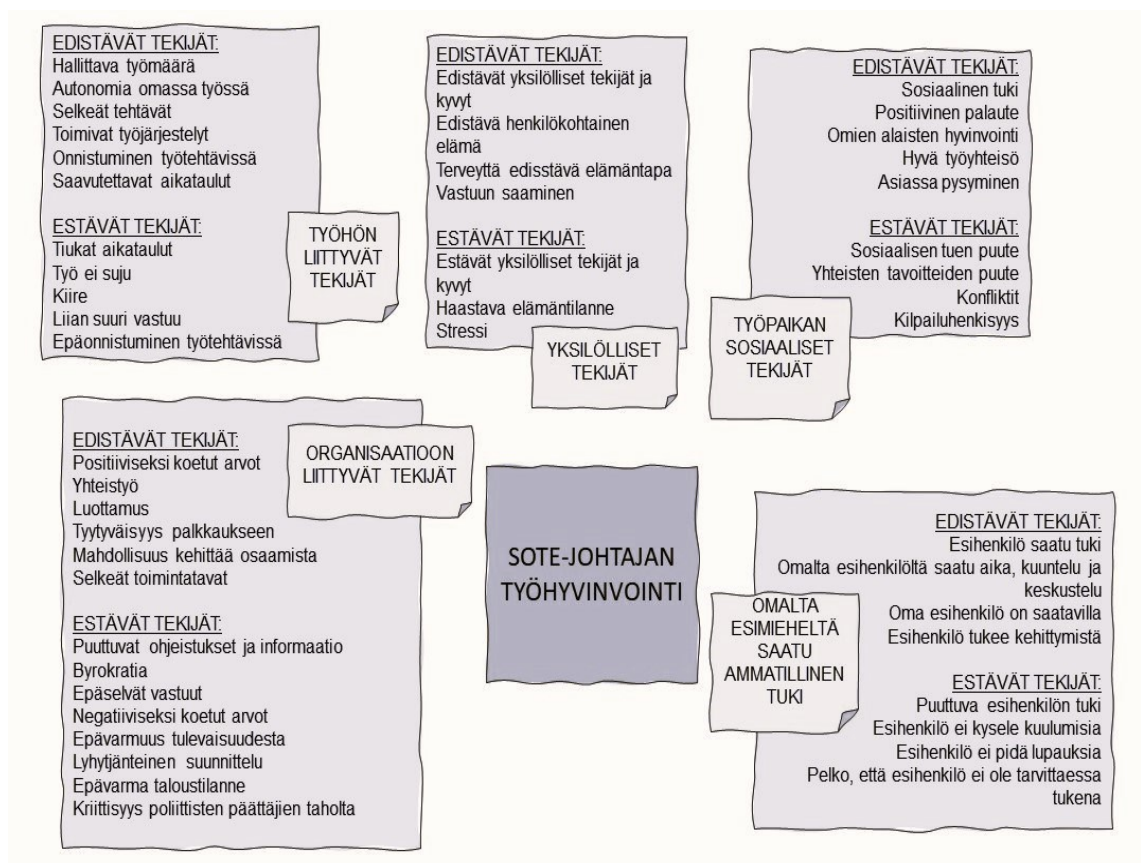 EDISTÄVÄT TEKIJÄT:
Hallittava työmäärä
Autonomia omassa työssä
Selkeät tehtävät
Toimivat työjärjestelyt
Onnistuminen työtehtävissä
Saavutettavat aikataulut
ESTÄVÄT TEKIJÄT:
Tiukat aikataulut
Työ ei suju
Kiire
Liian suuri vastuu
Epäonnistuminen työtehtävissä
TYÖHÖN
LIITTYVÄT
TEKIJÄT
EDISTÄVÄT TEKIJÄT:
Edistävät yksilölliset tekijät ja
kyvyt
Edistävä henkilökohtainen
elämä
Terveyttä edisstävä elämäntapa
Vastuun saaminen
ESTÄVÄT TEKIJÄT:
Estävät yksilölliset tekijät ja
kyvyt
Haastava elämäntilanne
Stressi
YKSILÖLLISET
TEKIJÄT
EDISTÄVÄT TEKIJÄT:
Sosiaalinen tuki
Positiivinen palaute
Omien alaisten hyvinvointi
Hyvä työyhteisö
Asiassa pysyminen
ESTÄVÄT TEKIJÄT:
Sosiaalisen tuen puute
Yhteisten tavoitteiden puute
Konfliktit
Kilpailuhenkisyys
TYÖPAIKAN
SOSIAALISET
TEKIJÄT
EDISTÄVÄT TEKIJÄT:
Positiiviseksi koetut arvot
Yhteistyö
Luottamus
Tyytyväisyys palkkaukseen
Mahdollisuus kehittää osaamista
Selkeät toimintatavat
ESTÄVÄT TEKIJÄT:
Puuttuvat ohjeistukset ja informaatio
Byrokratia
Epäselvät vastuut
Negatiiviseksi koetut arvot
Epävarmuus tulevaisuudesta
Lyhytjänteinen suunnittelu
Epävarma taloustilanne
Kriittisyys poliittisten päättäjien taholta
ORGANISAATIOON
LIITTYVÄT TEKIJÄT
SOTE-JOHTAJAN
TYÖHYVINVOINTI
EDISTÄVÄT TEKIJÄT:
Esihenkilö saatu tuki
Omalta esihenkilöltä saatu aika, kuuntelu ja
keskustelu
Oma esihenkilö on saatavilla
Esihenkilö tukee kehittymistä
ESTÄVÄT TEKIJÄT:
Puuttuva esihenkilön tuki
Esihenkilö ei kysele kuulumisia
Esihenkilö ei pidä lupauksia
Pelko, että esihenkilö ei ole tarvittaessa
tukena
OMALTA
ESIMIEHELTÄ
SAATU
AMMATILLINEN
TUKI